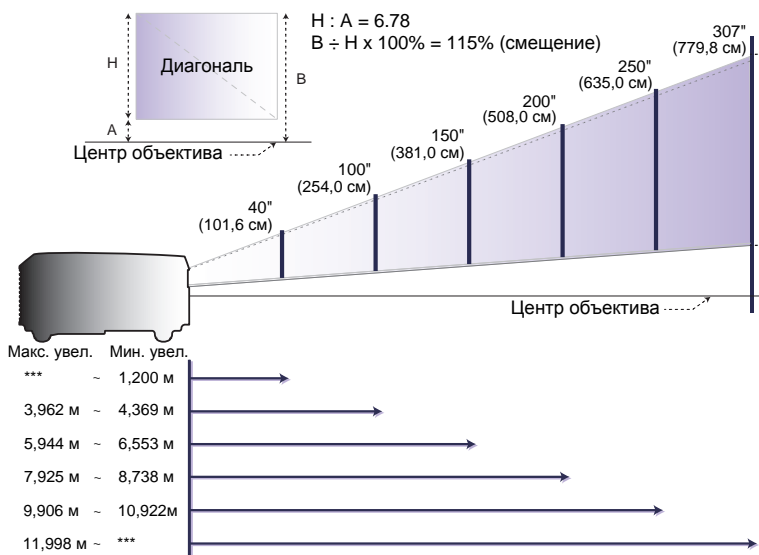 H : A = 6.78
B ÷ H x 100% = 115% (смещение)
H
Диагональ
B
A
Центр объектива
40"
(101,6 см)
100"
(254,0 см)
150"
(381,0 см)
200"
(508,0 см)
250"
(635,0 см)
307"
(779,8 см)
Центр объектива
Макс. увел. Мин. увел.
*** ~ 1,200 м
3,962 м ~ 4,369 м
5,944 м ~ 6,553 м
7,925 м ~ 8,738 м
9,906 м ~ 10,922м
11,998 м ~ ***